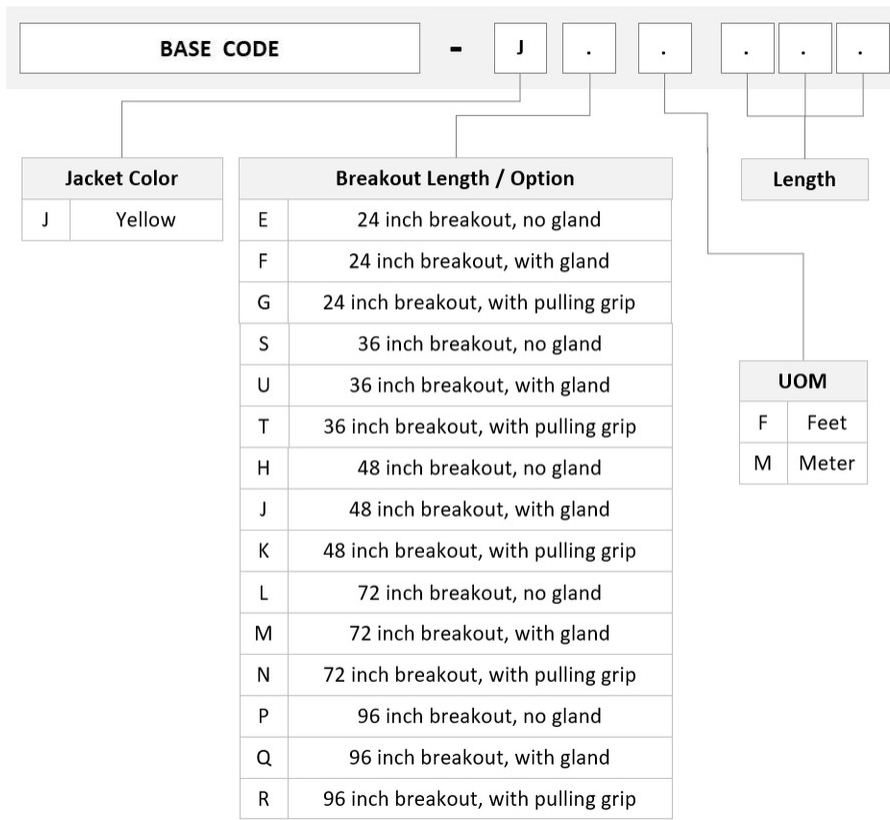 BASE CODE - J . . . . .
Jacket Color
J Yellow
Breakout Length / Option
E 24 inch breakout, no gland
F 24 inch breakout, with gland
G 24 inch breakout, with pulling grip
S 36 inch breakout, no gland
U 36 inch breakout, with gland
T 36 inch breakout, with pulling grip
H 48 inch breakout, no gland
J 48 inch breakout, with gland
K 48 inch breakout, with pulling grip
L 72 inch breakout, no gland
M 72 inch breakout, with gland
N 72 inch breakout, with pulling grip
P 96 inch breakout, no gland
Q 96 inch breakout, with gland
R 96 inch breakout, with pulling grip
Length
UOM
F Feet
M Meter